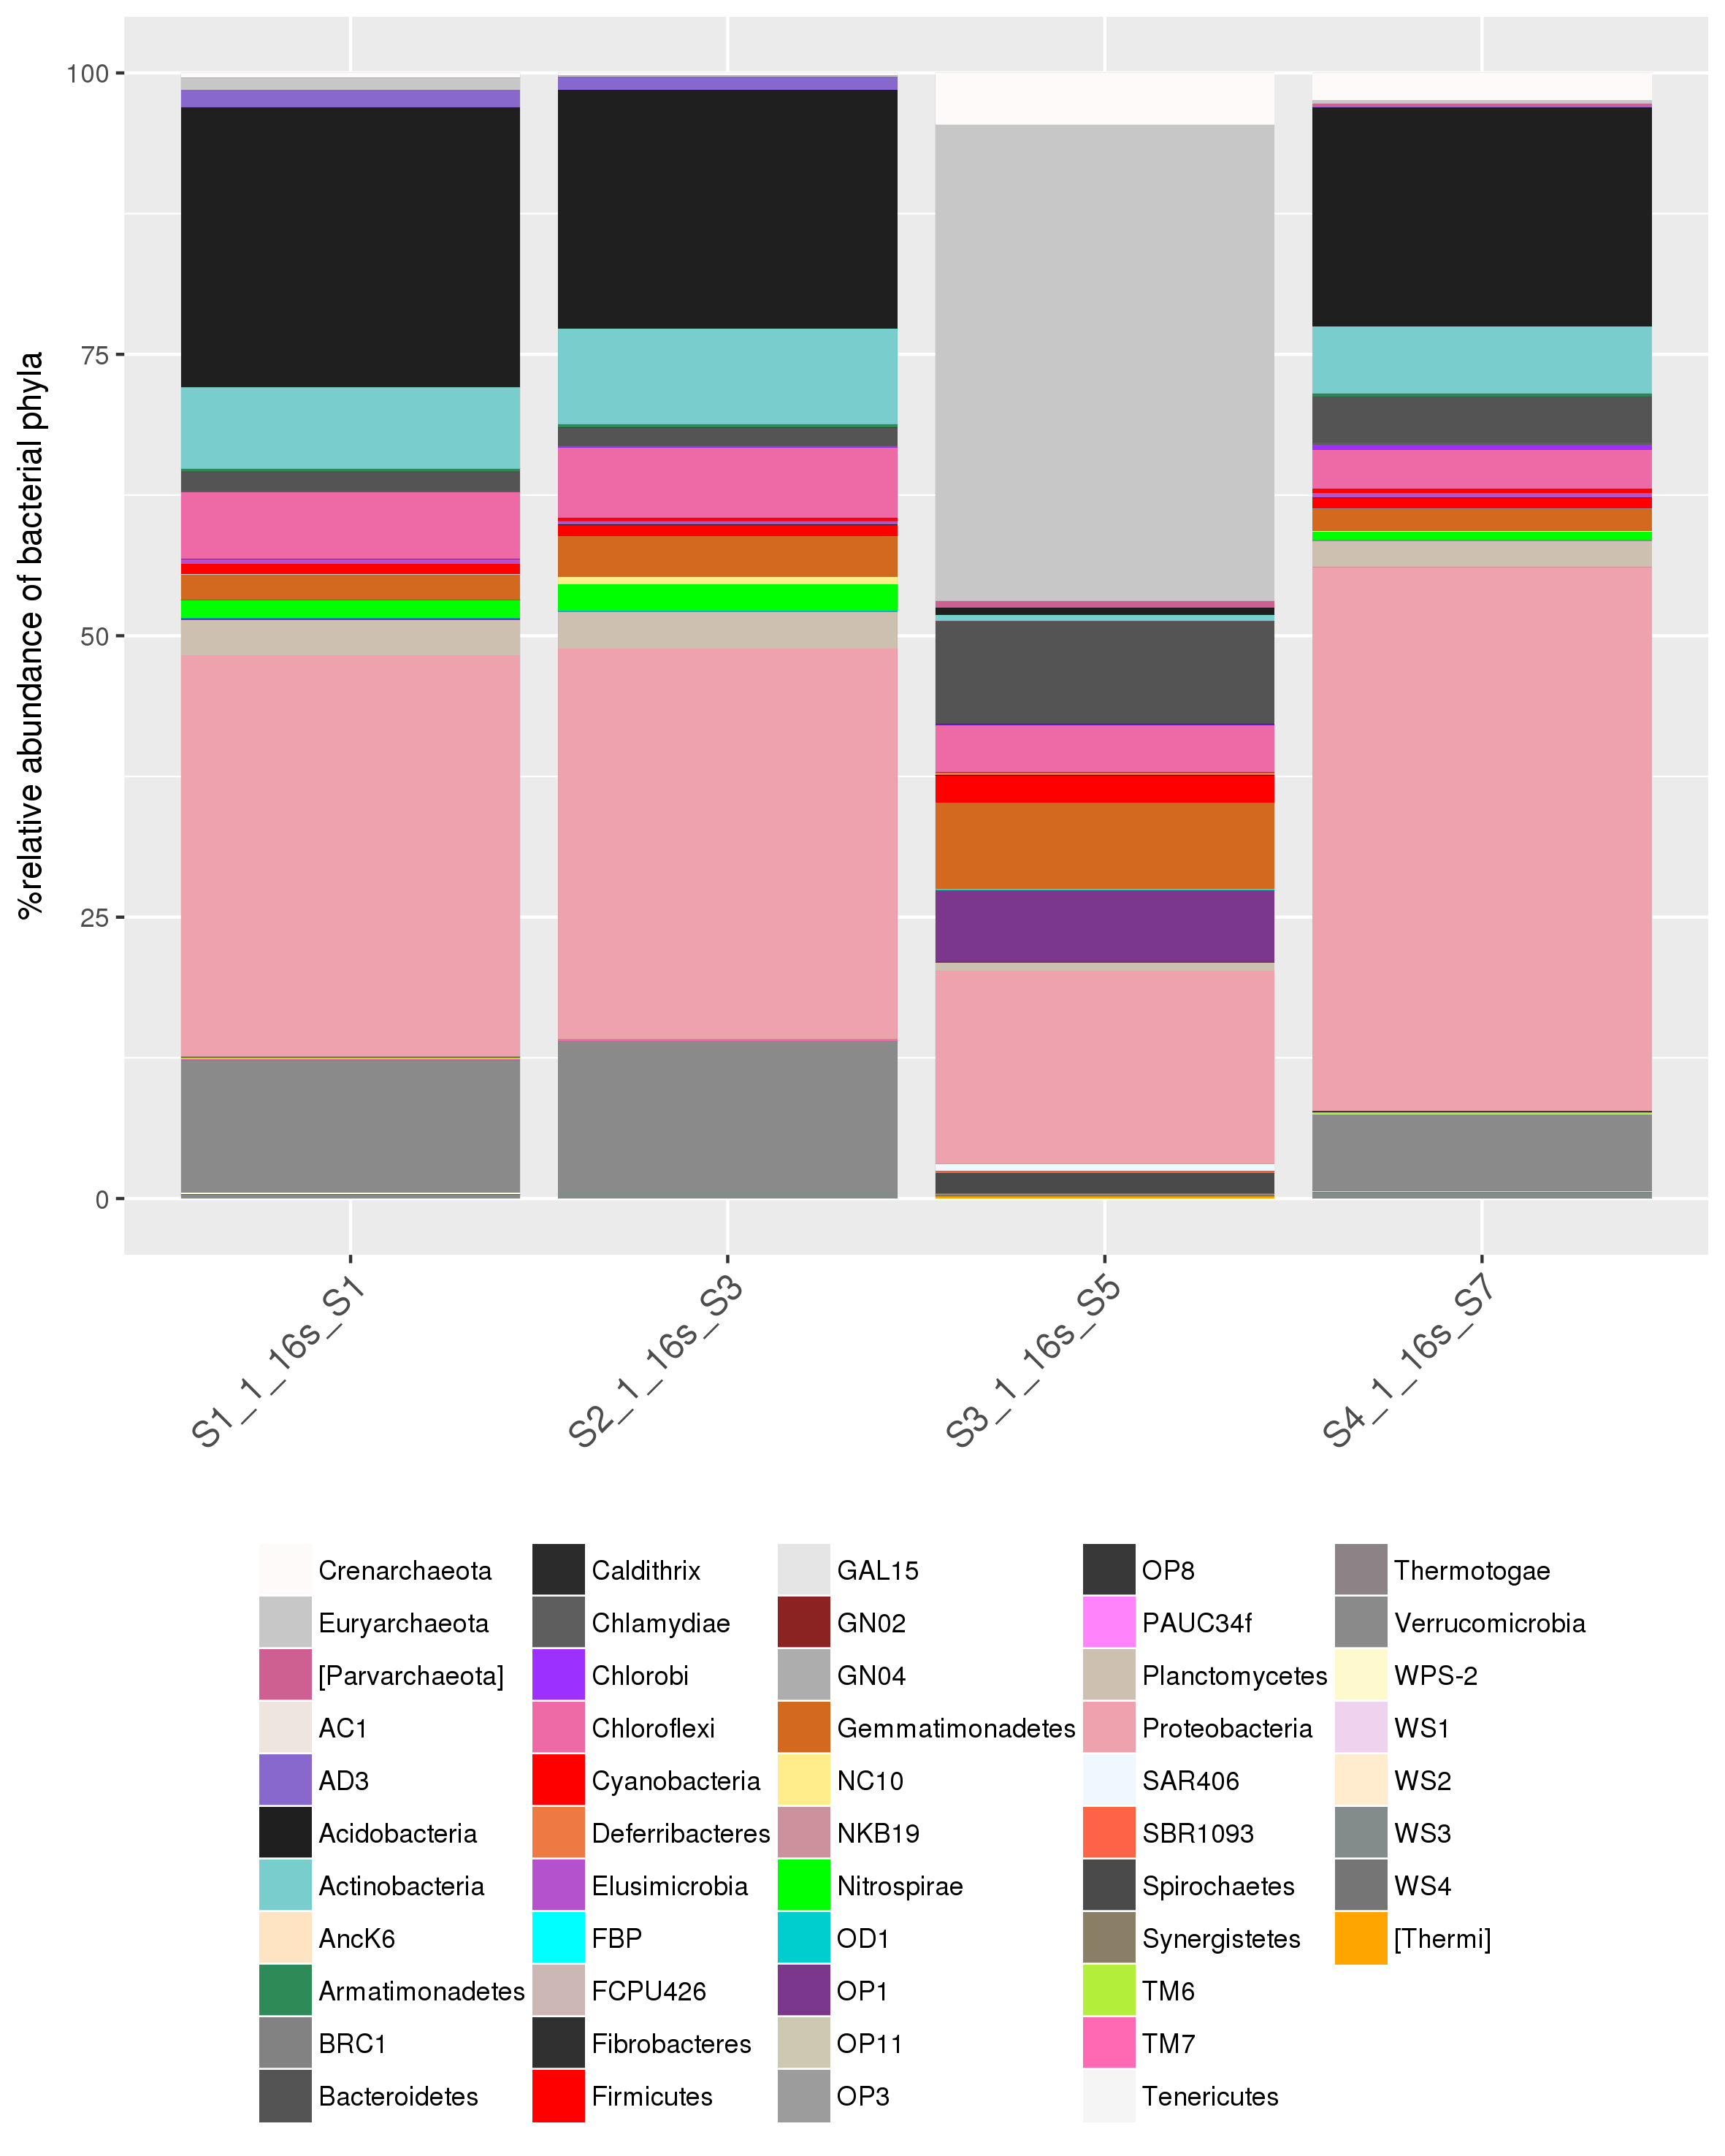 %relative abundance of bacterial phyla
100
75
50
25
0
S1_1_16s_S1
S2_1_16s_S3
S3_1_16s_S5
S4_1_16s_S7
Crenarchaeota
Euryarchaeota
[Parvarchaeota]
AC1
AD3
Acidobacteria
Actinobacteria
AncK6
Armatimonadetes
BRC1
Bacteroidetes
Caldithrix
Chlamydiae
Chlorobi
Chloroflexi
Cyanobacteria
Deferribacteres
Elusimicrobia
FBP
FCPU426
Fibrobacteres
Firmicutes
GAL15
GN02
GN04
Gemmatimonadetes
NC10
NKB19
Nitrospirae
OD1
OP1
OP11
OP3
OP8
PAUC34f
Planctomycetes
Proteobacteria
SAR406
SBR1093
Spirochaetes
Synergistetes
TM6
TM7
Tenericutes
Thermotogae
Verrucomicrobia
WPS-2
WS1
WS2
WS3
WS4
[Thermi]